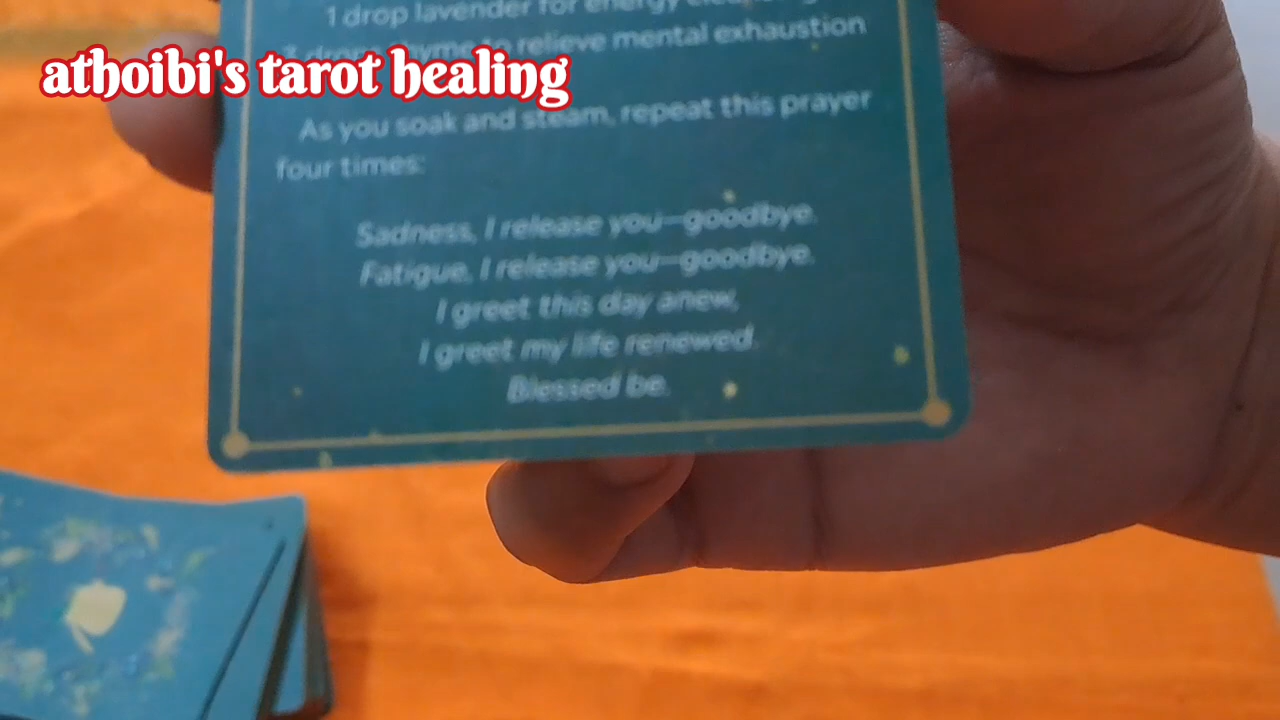 1 drop lavender for energy
to relieve mental exhaustion
athoibi's tarot healing
As you soak and steam, repeat this prayer
four times:
Sadness, I release you—goodbye.
Fatigue, I release you—goodbye.
I greet this day anew,
I greet my life renewed.
Blessed be.